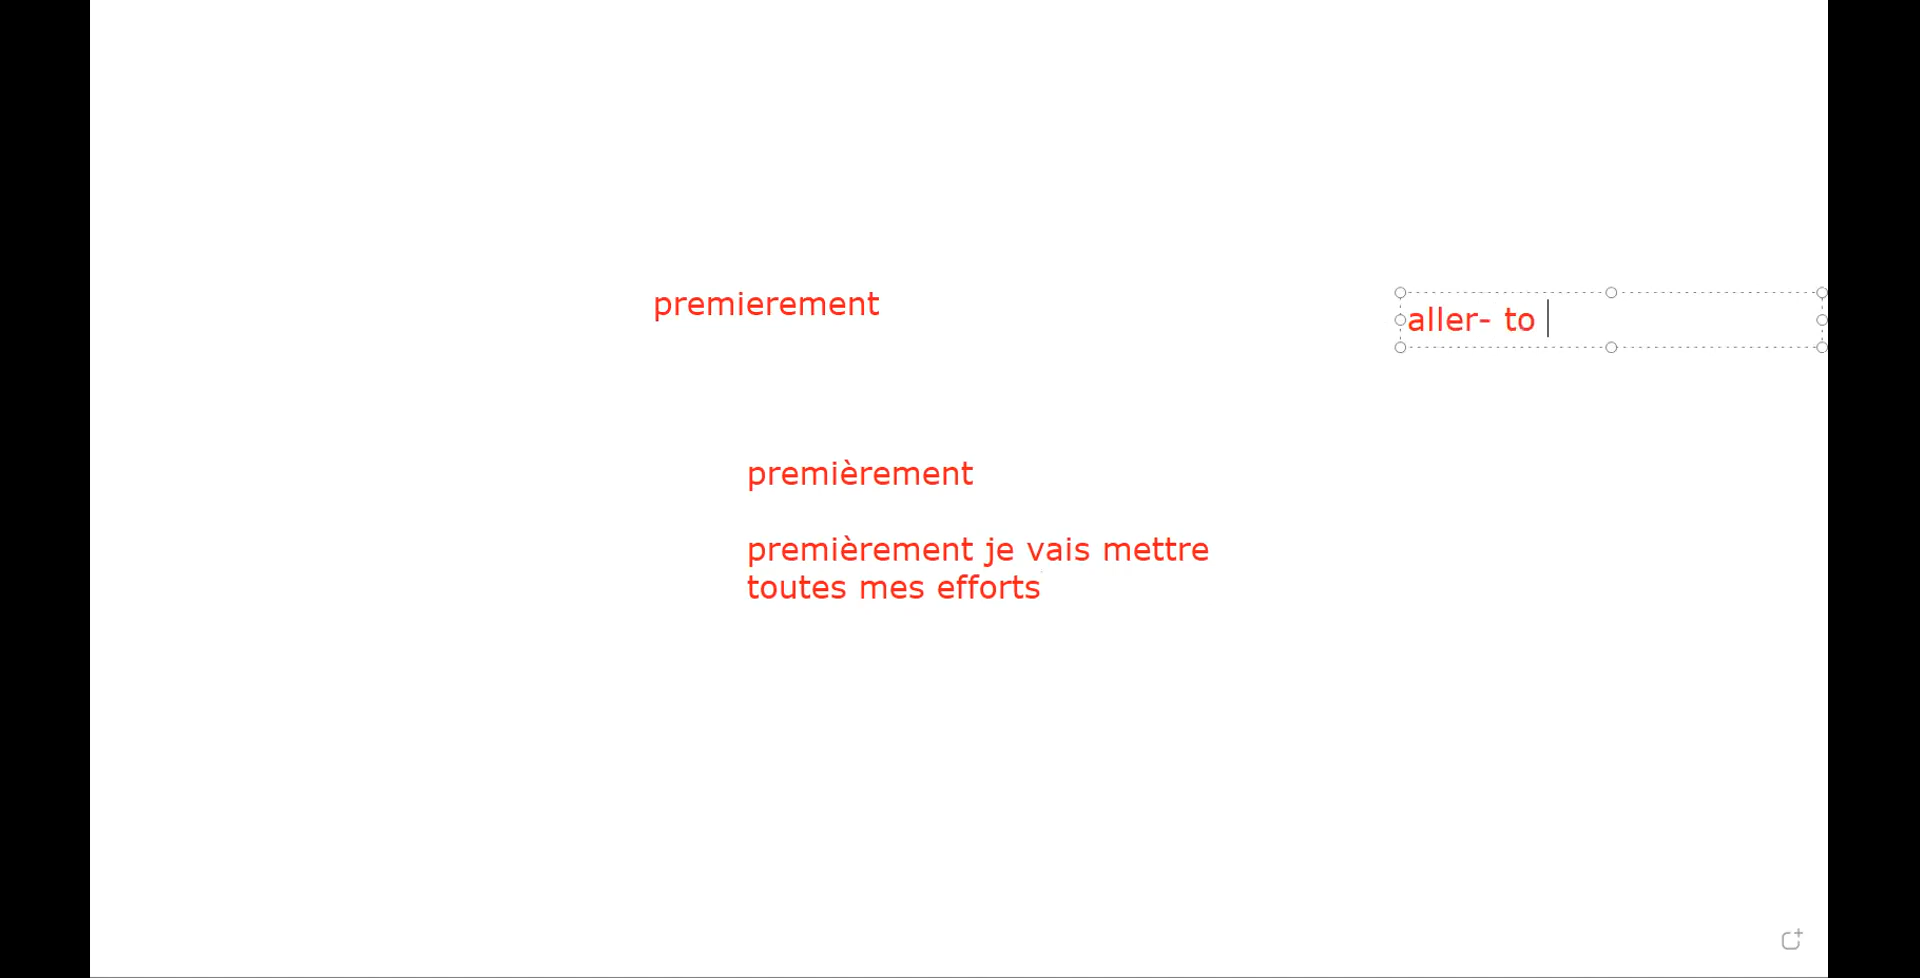 premierement
aller- to
premièrement
premièrement je vais mettre
toutes mes efforts